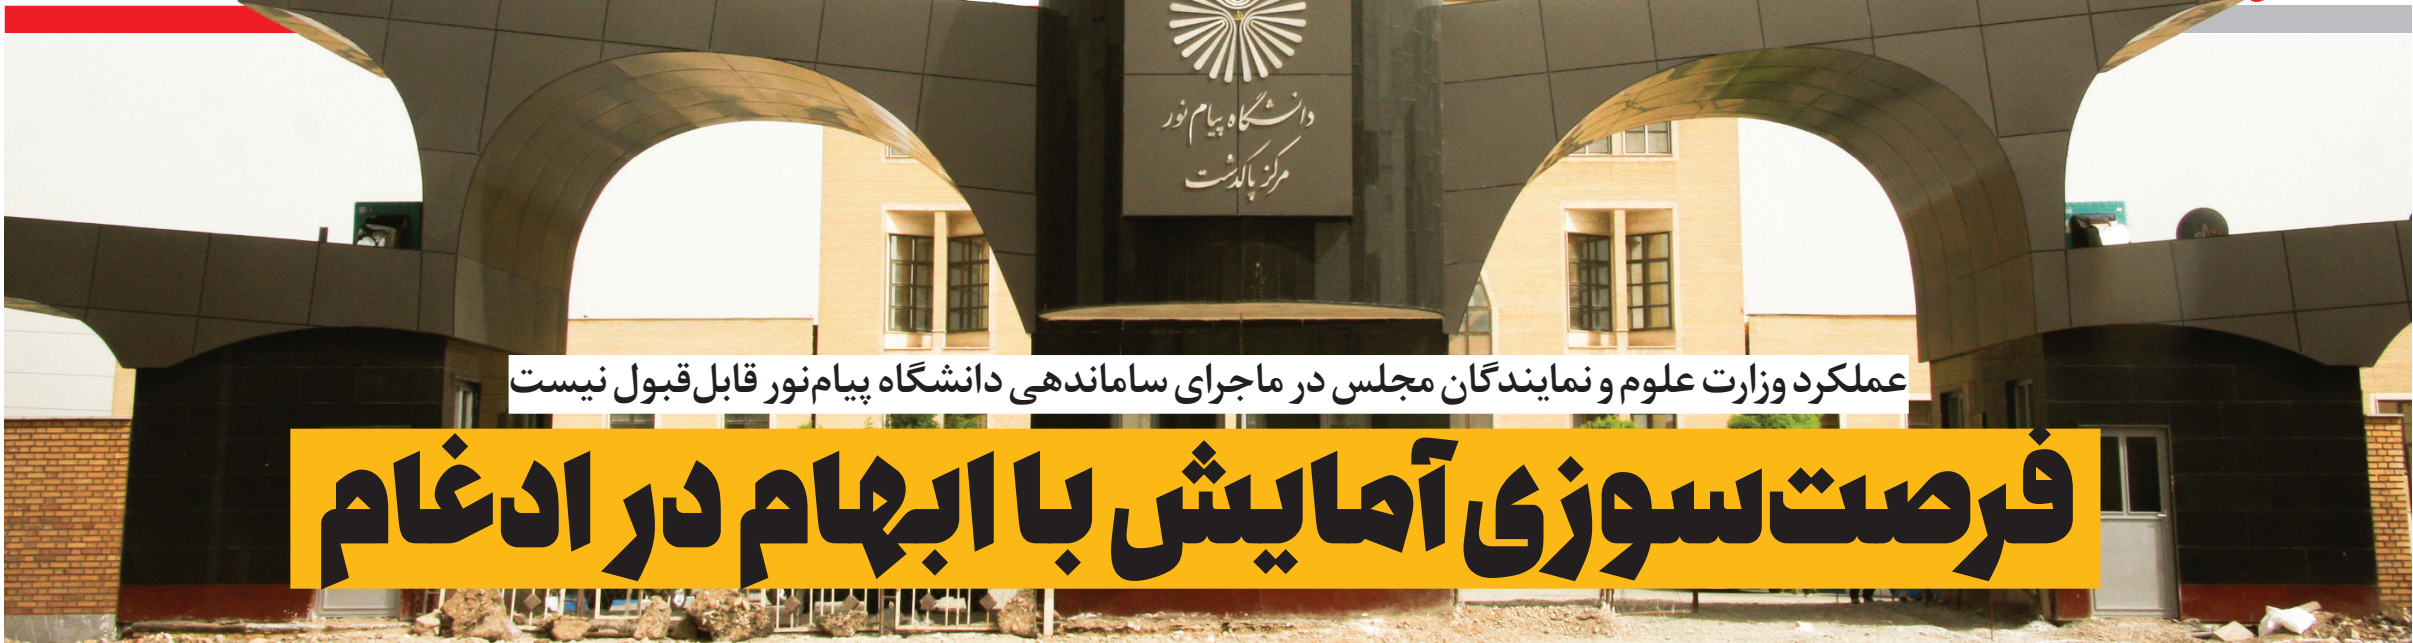 دانشگاه پیام نور
مرکز پاکدشت
عملکرد وزارت علوم و نمایندگان مجلس در ماجرای ساماندهی دانشگاه پیام‌نور قابل‌قبول نیست
فرصت‌سوزی آمایش با ابهام در ادغام